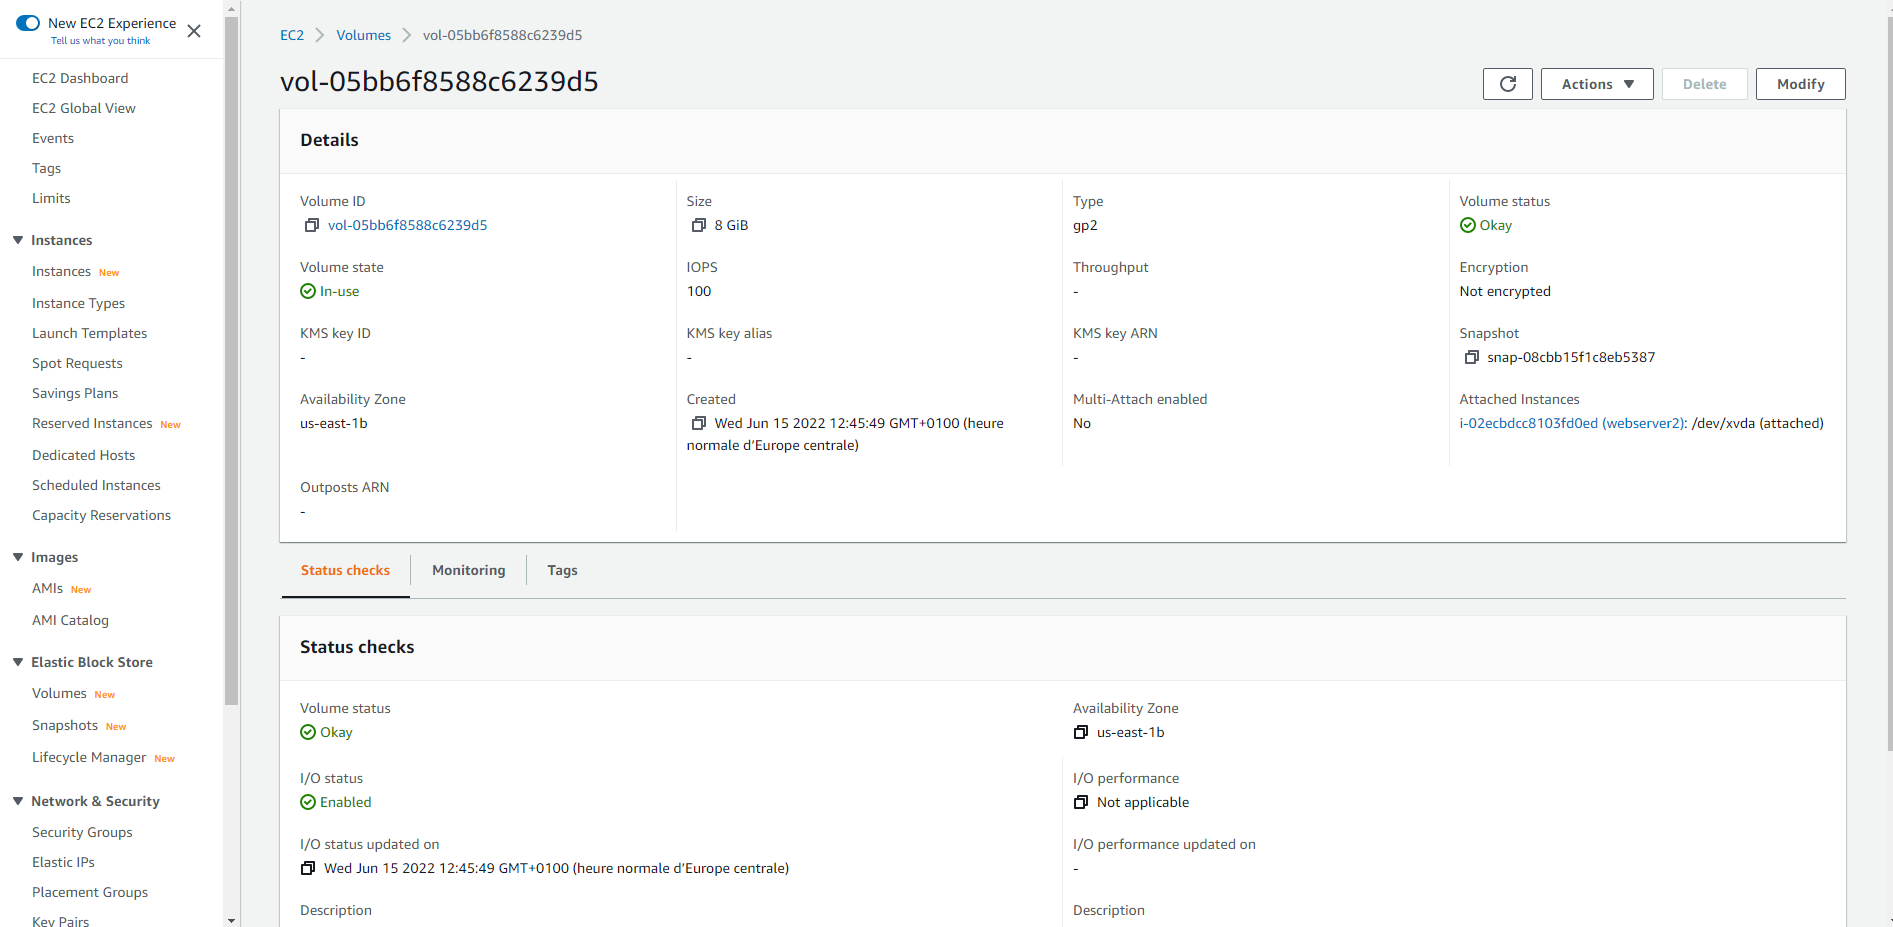 New EC2 Experience
Tell us what you think
EC2 Dashboard
EC2 Global View
Events
Tags
Limits
Instances
Instances New
Instance Types
Launch Templates
Spot Requests
Savings Plans
Reserved Instances New
Dedicated Hosts
Scheduled Instances
Capacity Reservations
Images
AMIs New
AMI Catalog
Elastic Block Store
Volumes New
Snapshots New
Lifecycle Manager New
Network & Security
Security Groups
Elastic IPs
Placement Groups
Key Pairs
EC2 Volumes vol-05bb6f8588c6239d5
vol-05bb6f8588c6239d5
Actions Delete Modify
Details
Volume ID
vol-05bb6f8588c6239d5
Size
8 GiB
Type
gp2
Volume status
Okay
Volume state
In-use
IOPS
100
Throughput
-
Encryption
Not encrypted
KMS key ID
-
KMS key alias
-
KMS key ARN
-
Snapshot
snap-08cbb15f1c8eb5387
Availability Zone
us-east-1b
Created
Wed Jun 15 2022 12:45:49 GMT+0100 (heure
normale d’Europe centrale)
Multi-Attach enabled
No
Attached Instances
i-02ecbdcc8103fd0ed (webserver2): /dev/xvda (attached)
Outposts ARN
-
Status checks Monitoring Tags
Status checks
Volume status
Okay
Availability Zone
us-east-1b
I/O status
Enabled
I/O performance
Not applicable
I/O status updated on
Wed Jun 15 2022 12:45:49 GMT+0100 (heure normale d’Europe centrale)
I/O performance updated on
-
Description
Description